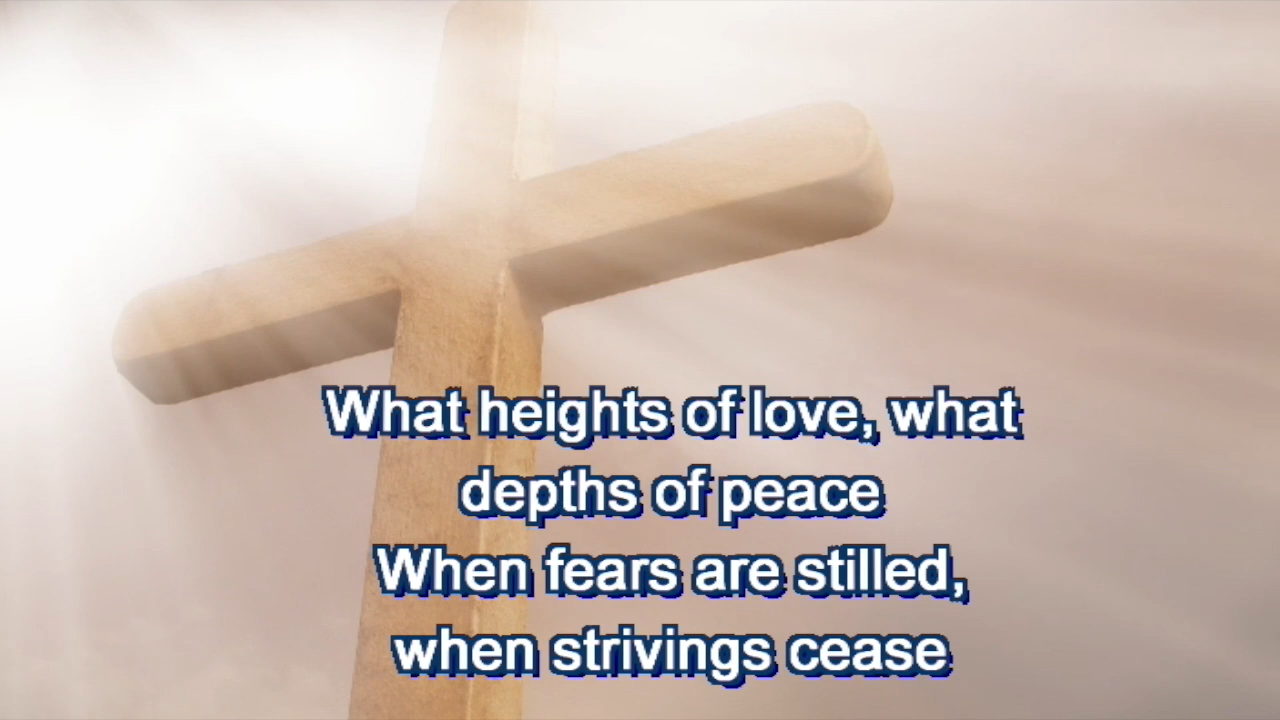 What heights of love, what
depths of peace
When fears are stilled,
when strivings cease